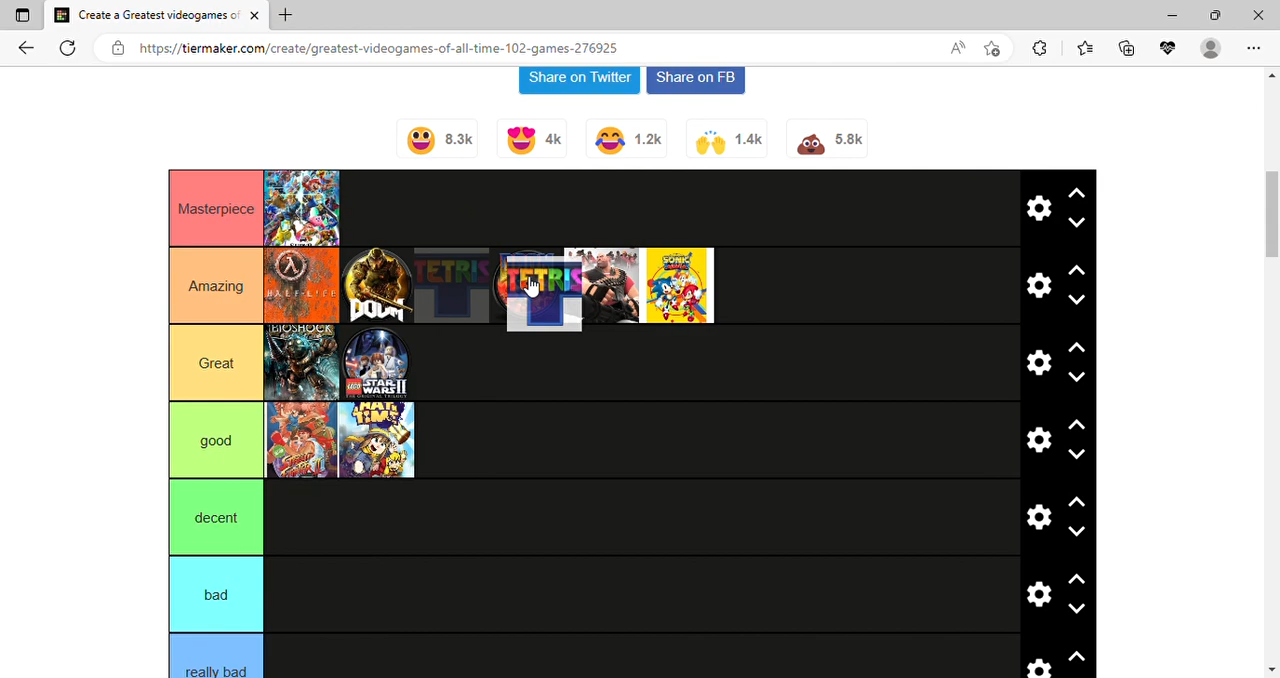 Create a Greatest videogames of
https://tiermaker.com/create/greatest-videogames-of-all-time-102-games-276925
Share on Twitter
Share on FB
8.3k
4k
1.2k
1.4k
5.8k
Masterpiece
Amazing
HALF-LIFE
DOOM
TETRIS
TETRIS
SONIC
Great
BIOSHOCK
LEGO STAR WARS II
good
TIME
decent
bad
really bad